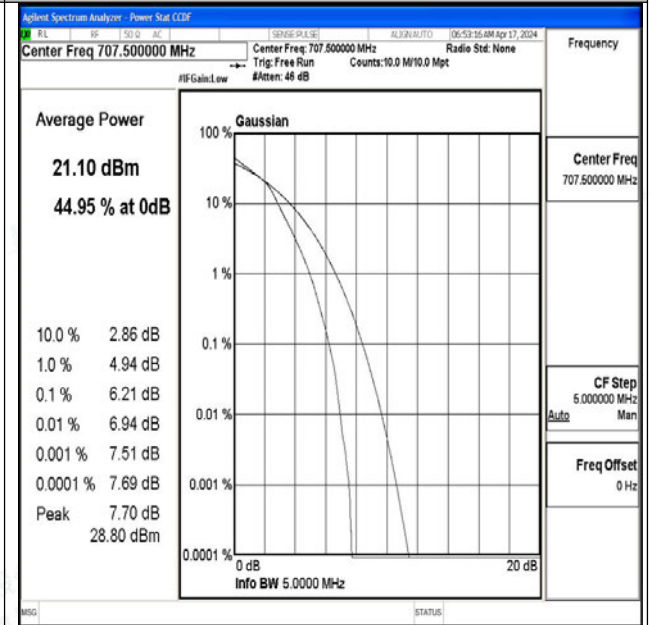 Agilent Spectrum Analyzer - Power Stat CCDF
RL RF 50 Ω AC SENSE:PULSE ALIGN AUTO 06:53:16 AM Apr 17, 2024
Center Freq 707.500000 MHz
Center Freq: 707.500000 MHz Radio Std: None
Trig: Free Run Counts:10.0 M/10.0 Mpt
#IFGain:Low #Atten: 46 dB
Frequency
Average Power
21.10 dBm
44.95 % at 0dB
10.0 % 2.86 dB
1.0 % 4.94 dB
0.1 % 6.21 dB
0.01 % 6.94 dB
0.001 % 7.51 dB
0.0001 % 7.69 dB
Peak 7.70 dB
28.80 dBm
Gaussian
100 %
10 %
1 %
0.1 %
0.01 %
0.001 %
0.0001 %
0 dB 20 dB
Info BW 5.0000 MHz
Center Freq
707.500000 MHz
CF Step
5.000000 MHz
Auto Man
Freq Offset
0 Hz
MSG STATUS